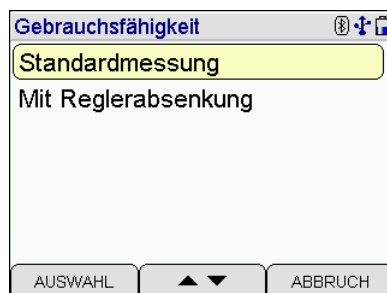 Gebrauchsfähigkeit
Standardmessung
Mit Reglerabsenkung
AUSWAHL ▲ ▼ ABBRUCH